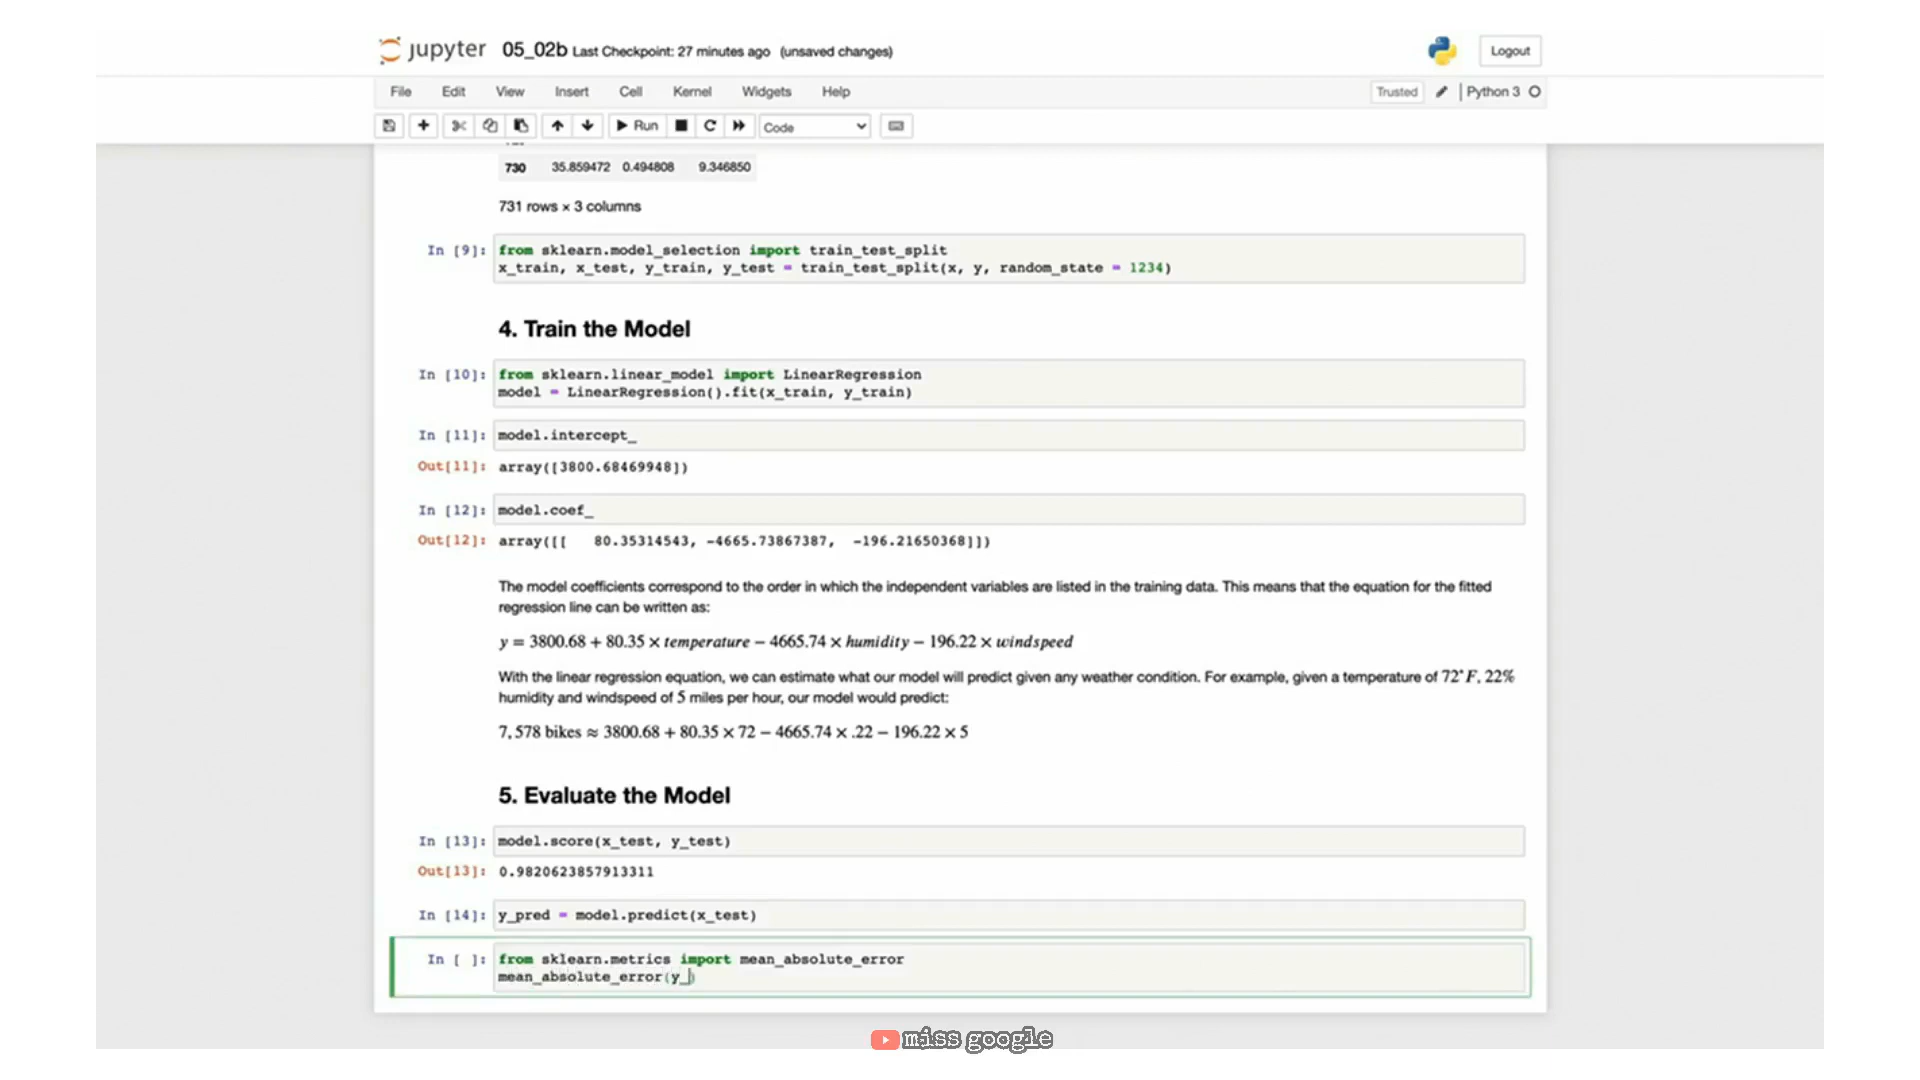 jupyter 05_02b Last Checkpoint: 27 minutes ago (unsaved changes) Logout
File Edit View Insert Cell Kernel Widgets Help Trusted Python 3
Run Code
730 35.859472 0.494808 9.346850
731 rows × 3 columns
In [9]: from sklearn.model_selection import train_test_split
x_train, x_test, y_train, y_test = train_test_split(x, y, random_state = 1234)
4. Train the Model
In [10]: from sklearn.linear_model import LinearRegression
model = LinearRegression().fit(x_train, y_train)
In [11]: model.intercept_
Out[11]: array([3800.68469948])
In [12]: model.coef_
Out[12]: array([[ 80.35314543, -4665.73867387, -196.21650368]])
The model coefficients correspond to the order in which the independent variables are listed in the training data. This means that the equation for the fitted
regression line can be written as:
y = 3800.68 + 80.35 × temperature − 4665.74 × humidity − 196.22 × windspeed
With the linear regression equation, we can estimate what our model will predict given any weather condition. For example, given a temperature of 72°F, 22%
humidity and windspeed of 5 miles per hour, our model would predict:
7,578 bikes ≈ 3800.68 + 80.35 × 72 − 4665.74 × .22 − 196.22 × 5
5. Evaluate the Model
In [13]: model.score(x_test, y_test)
Out[13]: 0.9820623857913311
In [14]: y_pred = model.predict(x_test)
In [ ]: from sklearn.metrics import mean_absolute_error
mean_absolute_error(y_)
miss google